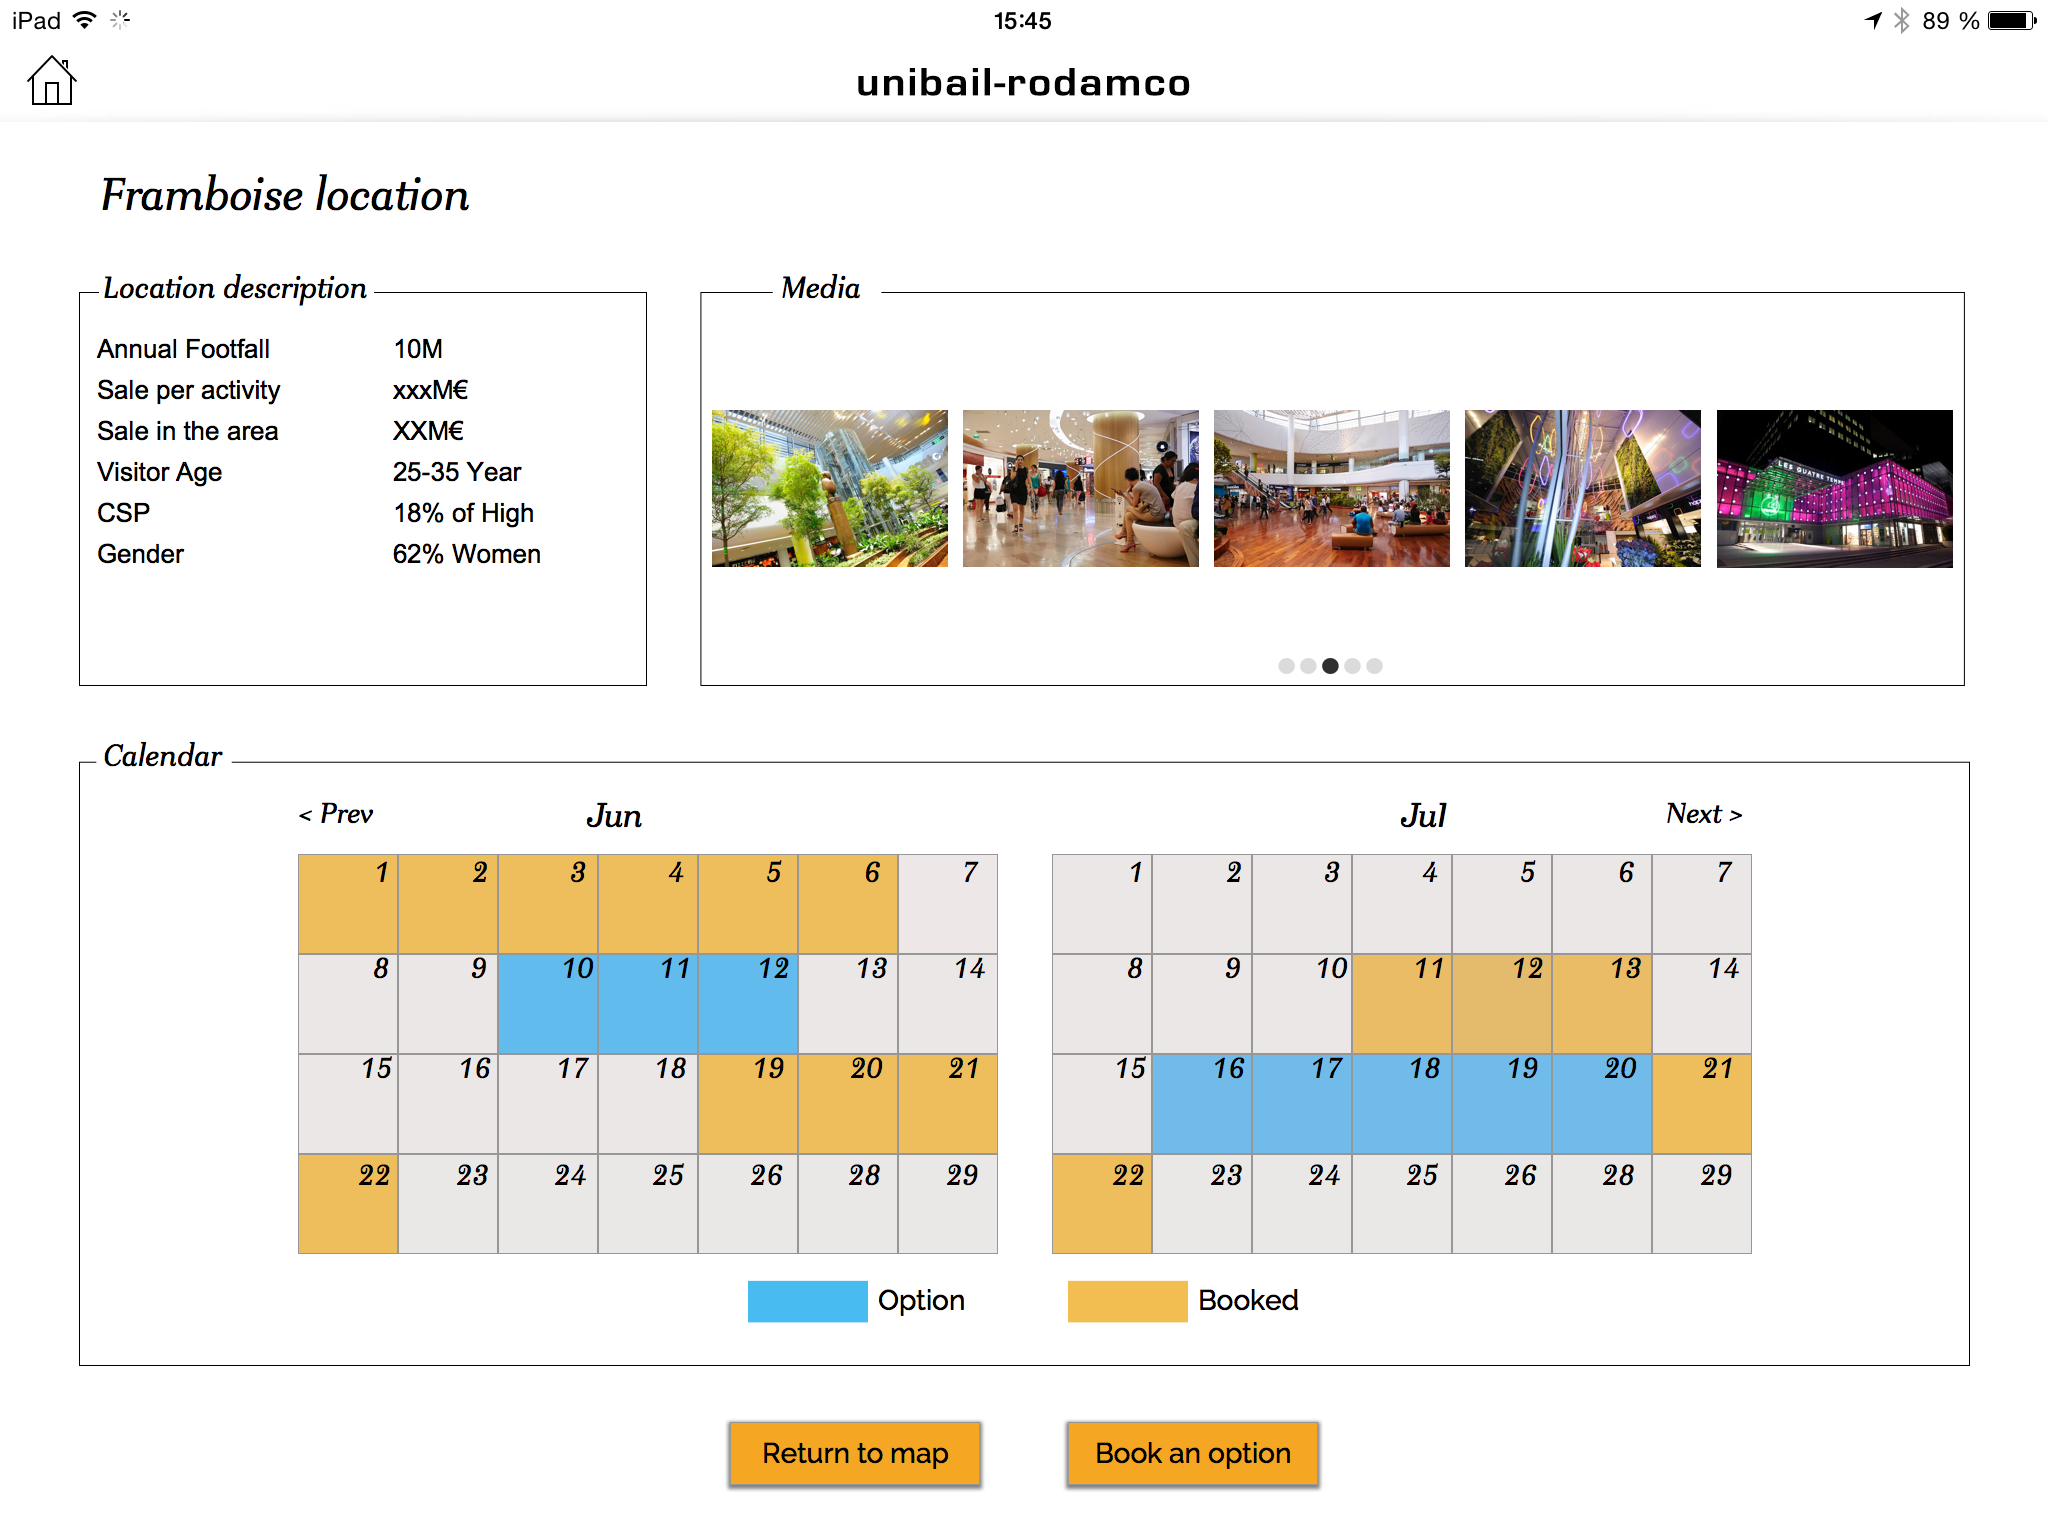 iPad 15:45 89 %
unibail-rodamco
Framboise location
Location description
Annual Footfall 10M
Sale per activity xxxM€
Sale in the area XXM€
Visitor Age 25-35 Year
CSP 18% of High
Gender 62% Women
Media
LES QUATRE TEMPS
Calendar
< Prev Jun
1 2 3 4 5 6 7
8 9 10 11 12 13 14
15 16 17 18 19 20 21
22 23 24 25 26 28 29
Jul Next >
1 2 3 4 5 6 7
8 9 10 11 12 13 14
15 16 17 18 19 20 21
22 23 24 25 26 28 29
Option Booked
Return to map Book an option